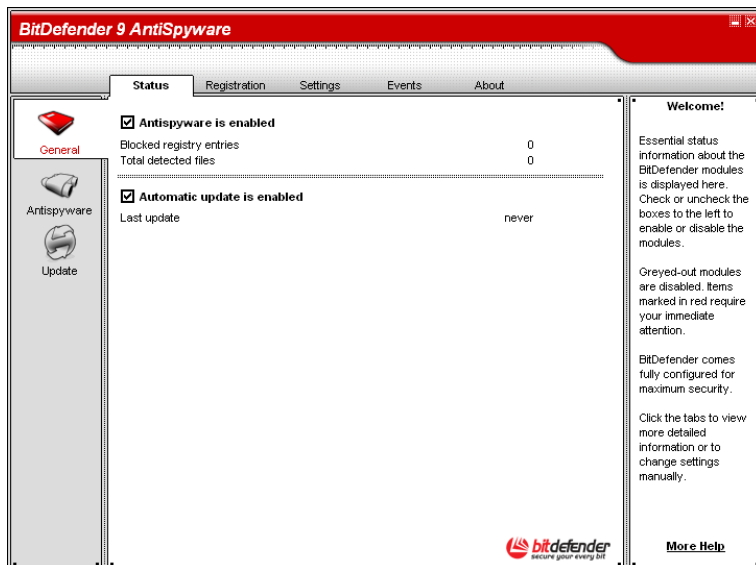 BitDefender 9 AntiSpyware
Status Registration Settings Events About
General
Antispyware
Update
Antispyware is enabled
Blocked registry entries 0
Total detected files 0
Automatic update is enabled
Last update never
Welcome!
Essential status
information about the
BitDefender modules
is displayed here.
Check or uncheck the
boxes to the left to
enable or disable the
modules.
Greyed-out modules
are disabled. Items
marked in red require
your immediate
attention.
BitDefender comes
fully configured for
maximum security.
Click the tabs to view
more detailed
information or to
change settings
manually.
bitdefender
secure your every bit
More Help